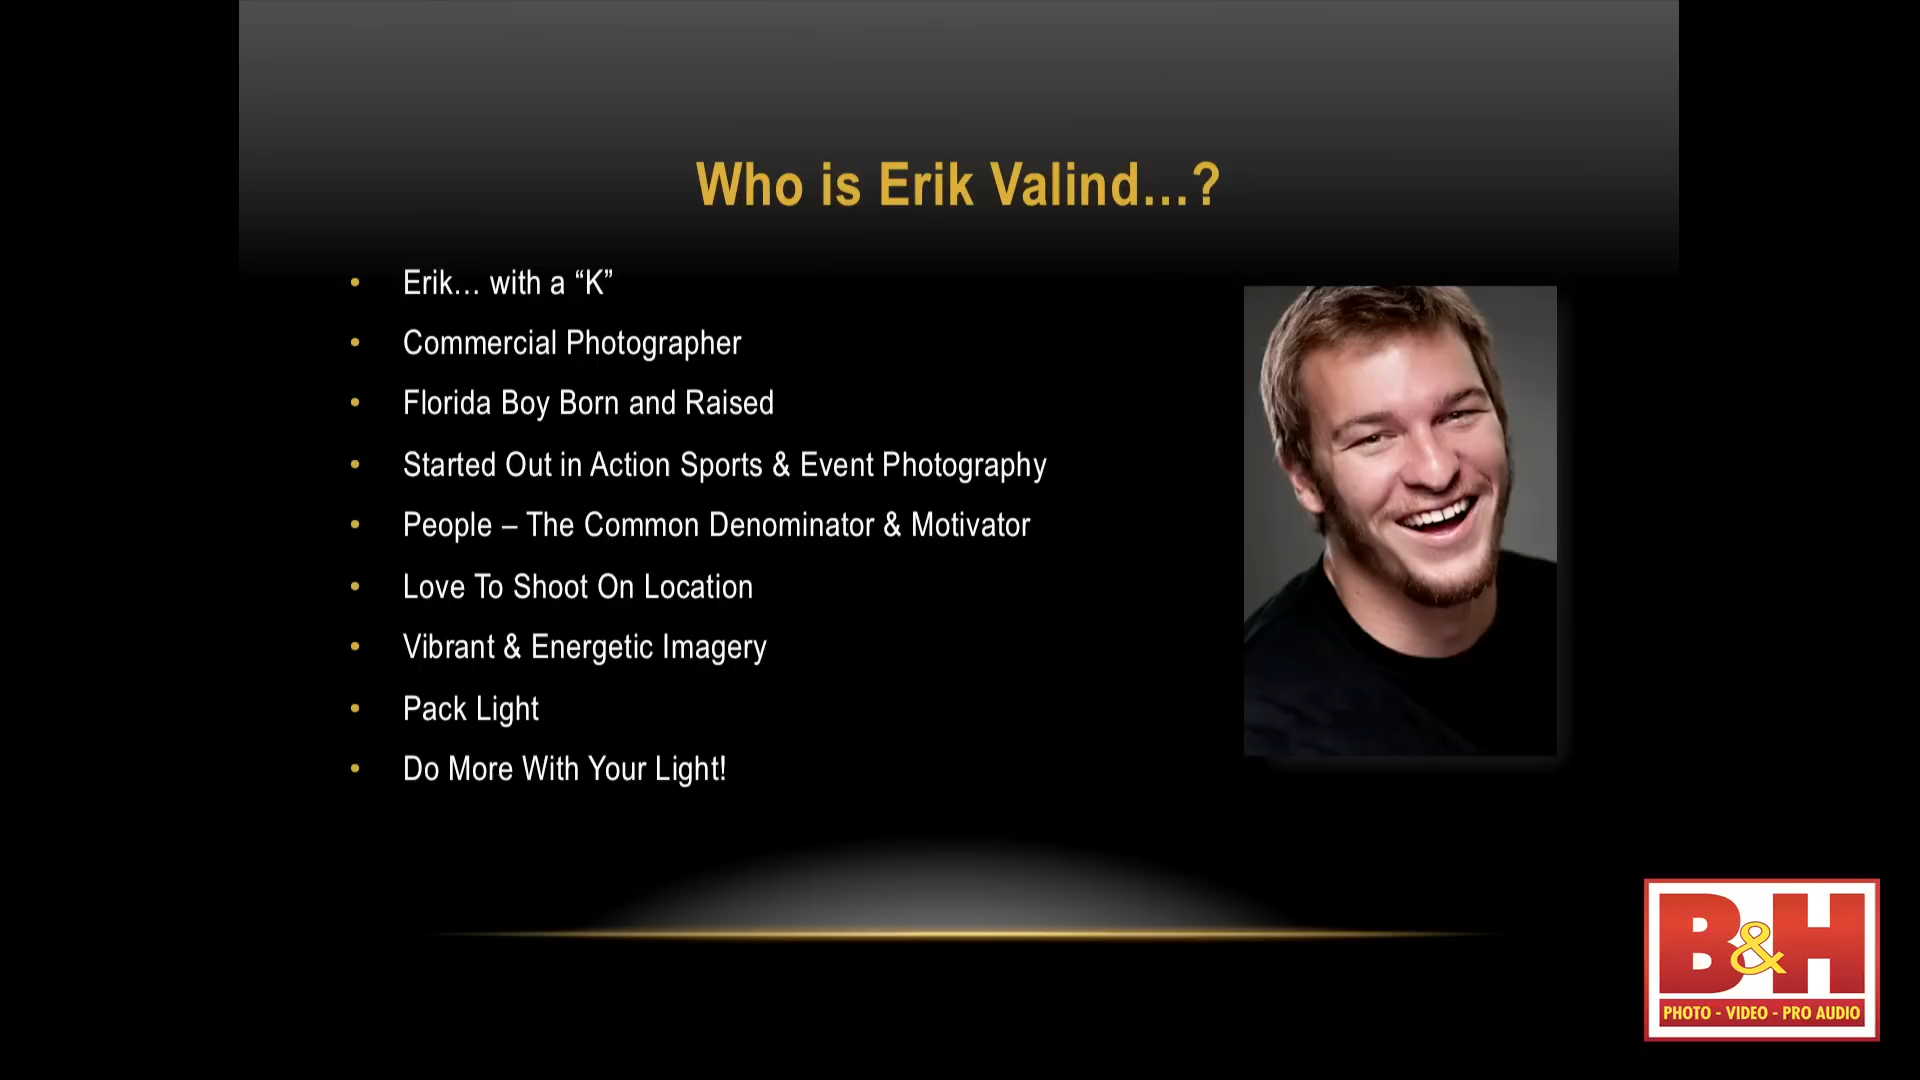 Who is Erik Valind...?
• Erik... with a “K”
• Commercial Photographer
• Florida Boy Born and Raised
• Started Out in Action Sports & Event Photography
• People – The Common Denominator & Motivator
• Love To Shoot On Location
• Vibrant & Energetic Imagery
• Pack Light
• Do More With Your Light!
B&H
PHOTO - VIDEO - PRO AUDIO